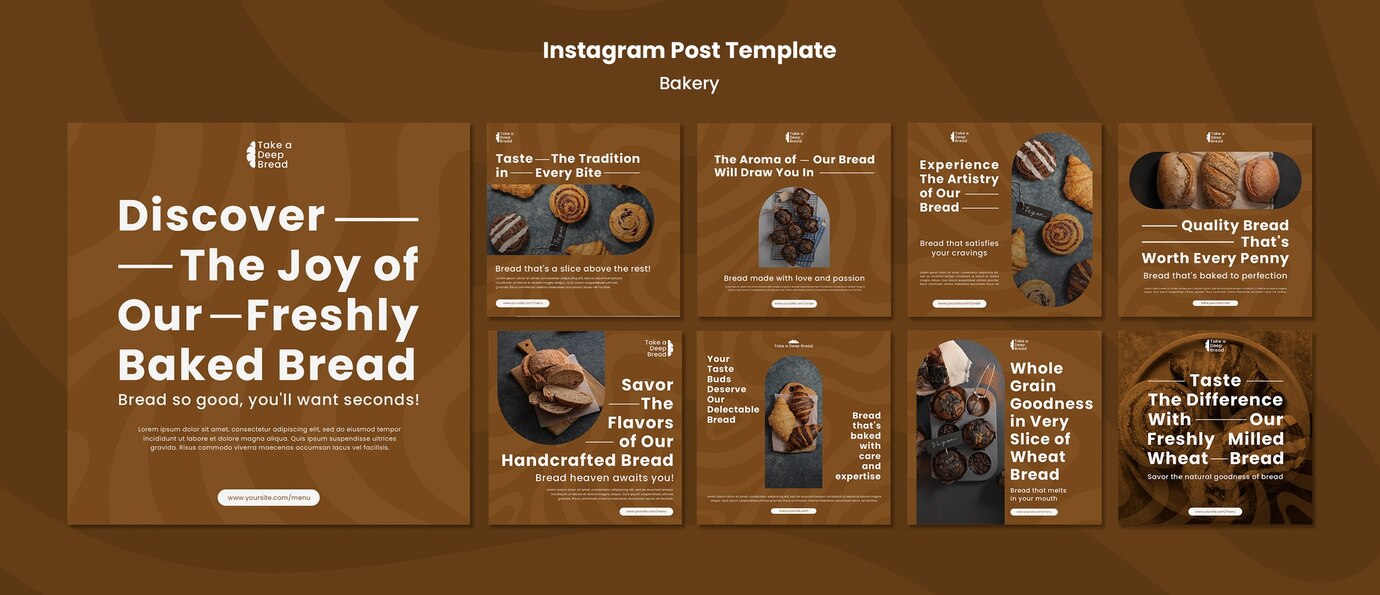 Instagram Post Template
Bakery
Take a
Deep
Bread
Discover
The Joy of
Our Freshly
Baked Bread
Bread so good, you'll want seconds!
Lorem ipsum dolor sit amet, consectetur adipiscing elit, sed do eiusmod tempor
incididunt ut labore et dolore magna aliqua. Quis ipsum suspendisse ultrices
gravida. Risus commodo viverra maecenas accumsan lacus vel facilisis.
www.yoursite.com/menu
Take a
Deep
Bread
Taste The Tradition
in Every Bite
Vegan
Bread that's a slice above the rest!
www.yoursite.com/menu
Take a
Deep
Bread
The Aroma of Our Bread
Will Draw You In
Bread made with love and passion
www.yoursite.com/order
Take a
Deep
Bread
Experience
The Artistry
of Our
Bread
Vegan
Bread that satisfies
your cravings
www.yoursite.com/order
Take a
Deep
Bread
Quality Bread
That's
Worth Every Penny
Bread that's baked to perfection
Take a
Deep
Bread
Savor
The
Flavors
of Our
Handcrafted Bread
Bread heaven awaits you!
www.yoursite.com/menu
Take a Deep Bread
Your
Taste
Buds
Deserve
Our
Delectable
Bread
Bread
that's
baked
with
care
and
expertise
www.yoursite.com
Take a
Deep
Bread
Whole
Grain
Goodness
in Very
Slice of
Wheat
Bread
Vegan
Bread that melts
in your mouth
www.yoursite.com/menu
Take a
Deep
Bread
Taste
The Difference
With Our
Freshly Milled
Wheat Bread
Savor the natural goodness of bread
www.yoursite.com/menu